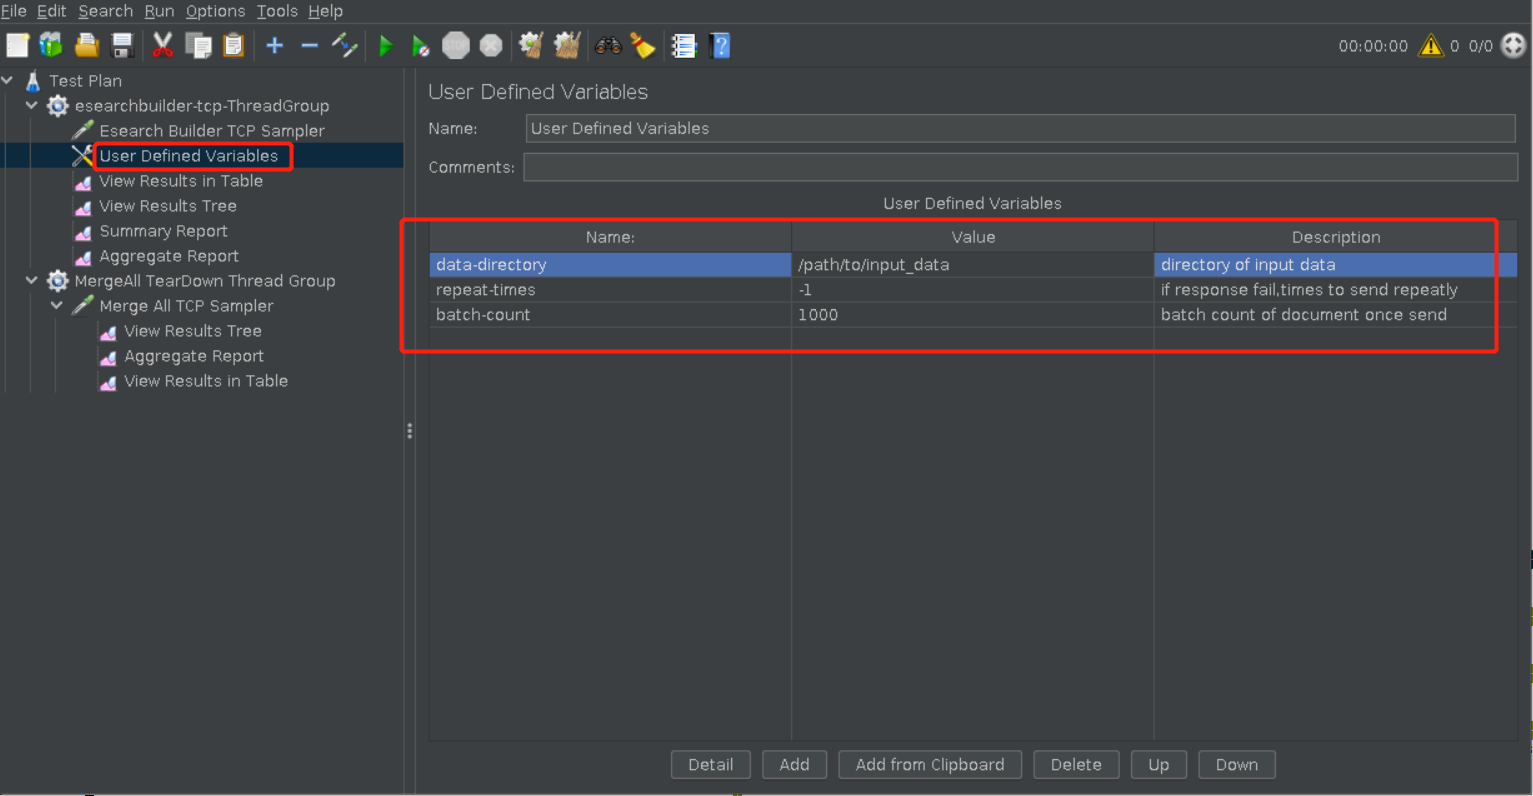 File Edit Search Run Options Tools Help
STOP
00:00:00 0 0/0
Test Plan
esearchbuilder-tcp-ThreadGroup
Esearch Builder TCP Sampler
User Defined Variables
View Results in Table
View Results Tree
Summary Report
Aggregate Report
MergeAll TearDown Thread Group
Merge All TCP Sampler
View Results Tree
Aggregate Report
View Results in Table
User Defined Variables
Name: User Defined Variables
Comments:
User Defined Variables
Name: Value Description
data-directory /path/to/input_data directory of input data
repeat-times -1 if response fail,times to send repeatly
batch-count 1000 batch count of document once send
Detail Add Add from Clipboard Delete Up Down